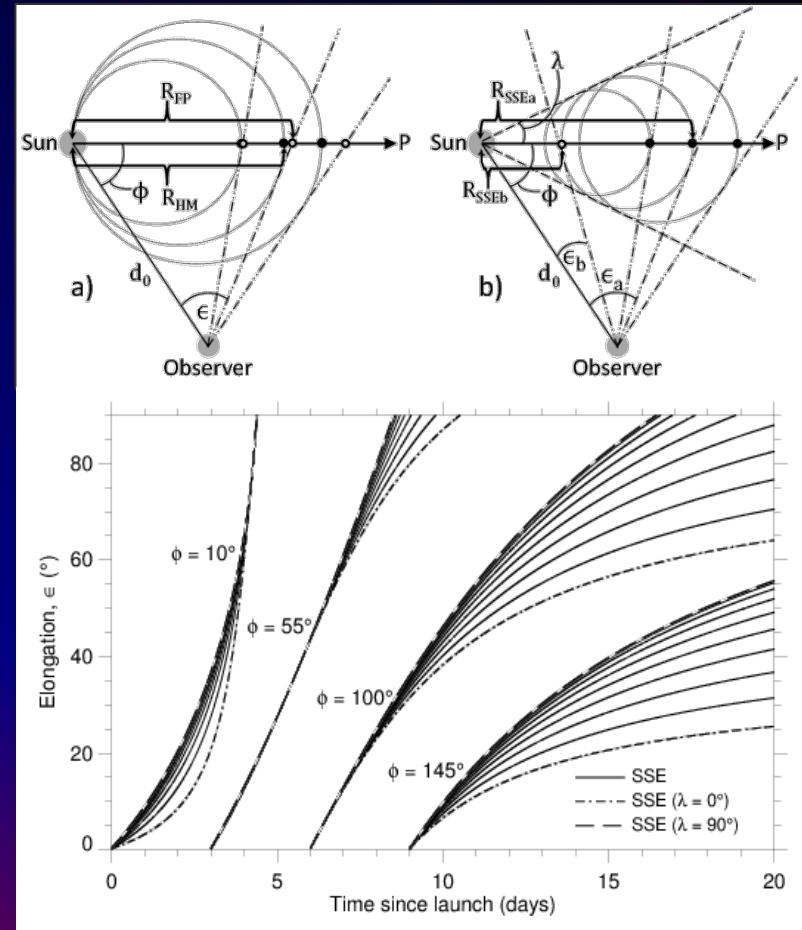 R_FP
Sun
P
ϕ
R_HM
d₀
ϵ
a)
Observer
λ
R_SSEa
Sun
P
R_SSEb
ϕ
d₀
ϵ_b
ϵ_a
b)
Observer
Elongation, ϵ (°)
80
60
40
20
0
ϕ = 10°
ϕ = 55°
ϕ = 100°
ϕ = 145°
SSE
SSE (λ = 0°)
SSE (λ = 90°)
0
5
10
15
20
Time since launch (days)